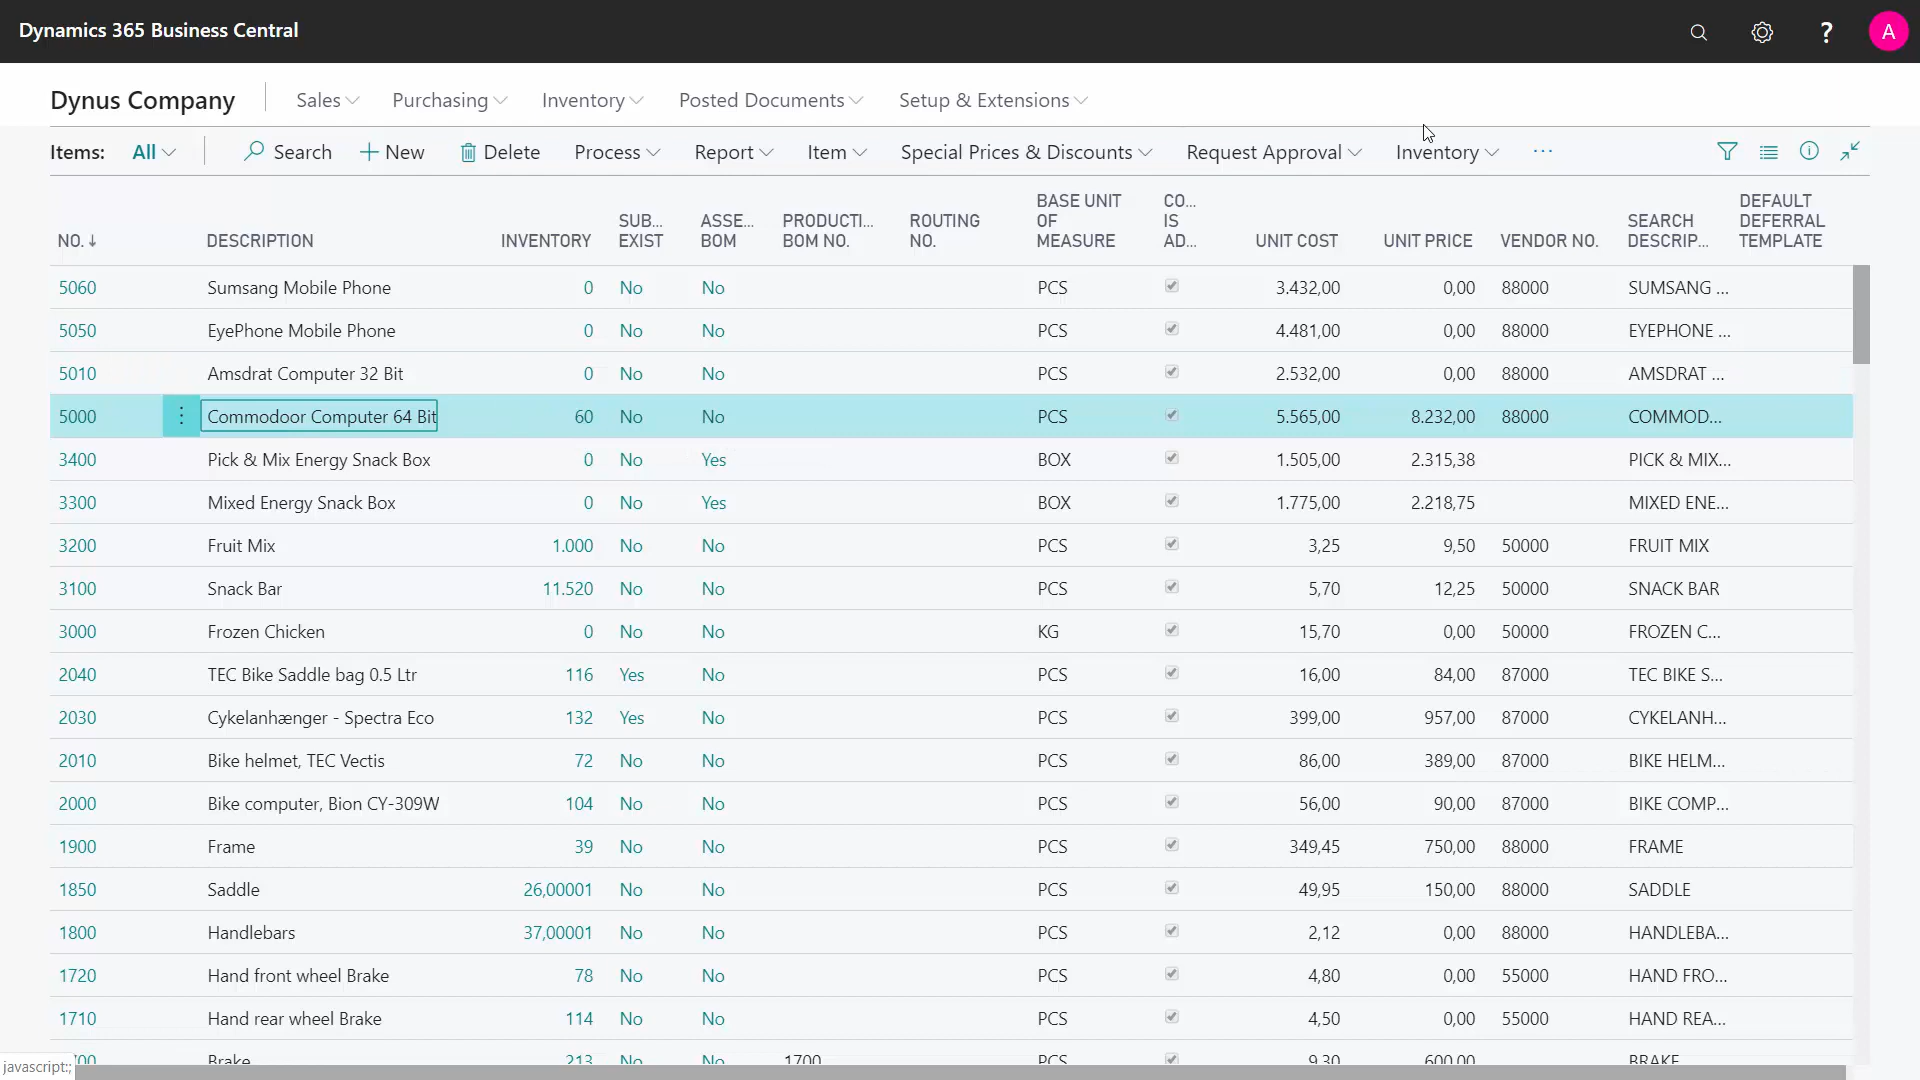 Dynamics 365 Business Central
? A
Dynus Company Sales Purchasing Inventory Posted Documents Setup & Extensions
Items: All Search New Delete Process Report Item Special Prices & Discounts Request Approval Inventory ...
NO. ↓ DESCRIPTION INVENTORY SUB... EXIST ASSE... BOM PRODUCTI... BOM NO. ROUTING NO. BASE UNIT OF MEASURE CO... IS AD... UNIT COST UNIT PRICE VENDOR NO. SEARCH DESCRIP... DEFAULT DEFERRAL TEMPLATE
5060 Sumsang Mobile Phone 0 No No PCS 3.432,00 0,00 88000 SUMSANG ...
5050 EyePhone Mobile Phone 0 No No PCS 4.481,00 0,00 88000 EYEPHONE ...
5010 Amsdrat Computer 32 Bit 0 No No PCS 2.532,00 0,00 88000 AMSDRAT ...
5000 Commodoor Computer 64 Bit 60 No No PCS 5.565,00 8.232,00 88000 COMMOD...
3400 Pick & Mix Energy Snack Box 0 No Yes BOX 1.505,00 2.315,38 PICK & MIX...
3300 Mixed Energy Snack Box 0 No Yes BOX 1.775,00 2.218,75 MIXED ENE...
3200 Fruit Mix 1.000 No No PCS 3,25 9,50 50000 FRUIT MIX
3100 Snack Bar 11.520 No No PCS 5,70 12,25 50000 SNACK BAR
3000 Frozen Chicken 0 No No KG 15,70 0,00 50000 FROZEN C...
2040 TEC Bike Saddle bag 0.5 Ltr 116 Yes No PCS 16,00 84,00 87000 TEC BIKE S...
2030 Cykelanhænger - Spectra Eco 132 Yes No PCS 399,00 957,00 87000 CYKELANH...
2010 Bike helmet, TEC Vectis 72 No No PCS 86,00 389,00 87000 BIKE HELM...
2000 Bike computer, Bion CY-309W 104 No No PCS 56,00 90,00 87000 BIKE COMP...
1900 Frame 39 No No PCS 349,45 750,00 88000 FRAME
1850 Saddle 26,00001 No No PCS 49,95 150,00 88000 SADDLE
1800 Handlebars 37,00001 No No PCS 2,12 0,00 88000 HANDLEBA...
1720 Hand front wheel Brake 78 No No PCS 4,80 0,00 55000 HAND FRO...
1710 Hand rear wheel Brake 114 No No PCS 4,50 0,00 55000 HAND REA...
Brake 213 No No 1700 PCS 9,30 600,00 BRAKE
javascript:;